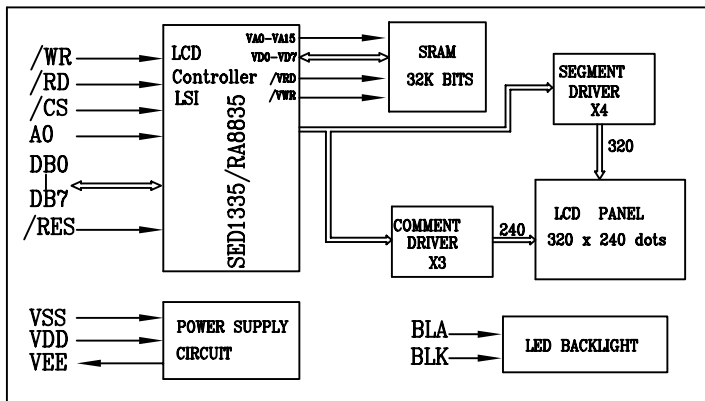 /WR
/RD
/CS
A0
DB0
DB7
/RES
LCD
Controller
LSI
SED1335/RA8835
VA0-VA15
VD0-VD7
/VRD
/VWR
SRAM
32K BITS
SEGMENT
DRIVER
X4
320
COMMENT
DRIVER
X3
240
LCD PANEL
320 x 240 dots
VSS
VDD
VEE
POWER SUPPLY
CIRCUIT
BLA
BLK
LED BACKLIGHT